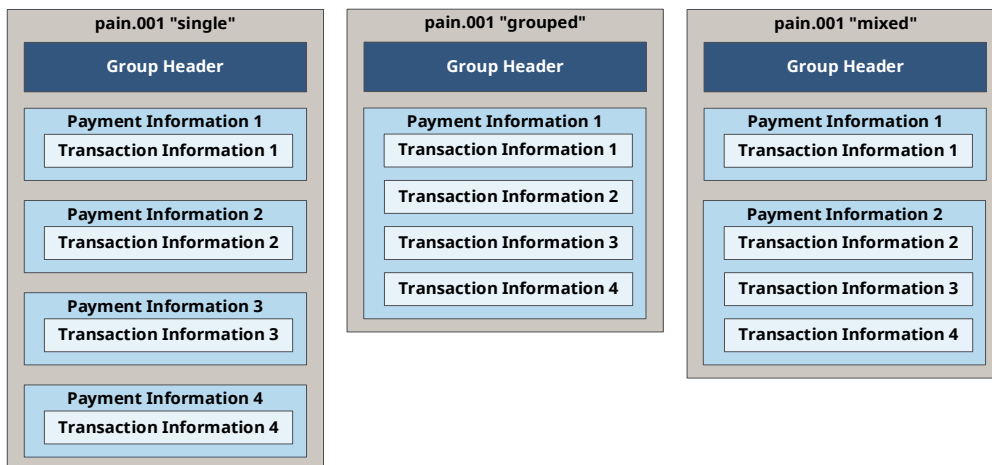 pain.001 "single"
Group Header
Payment Information 1
Transaction Information 1
Payment Information 2
Transaction Information 2
Payment Information 3
Transaction Information 3
Payment Information 4
Transaction Information 4
pain.001 "grouped"
Group Header
Payment Information 1
Transaction Information 1
Transaction Information 2
Transaction Information 3
Transaction Information 4
pain.001 "mixed"
Group Header
Payment Information 1
Transaction Information 1
Payment Information 2
Transaction Information 2
Transaction Information 3
Transaction Information 4